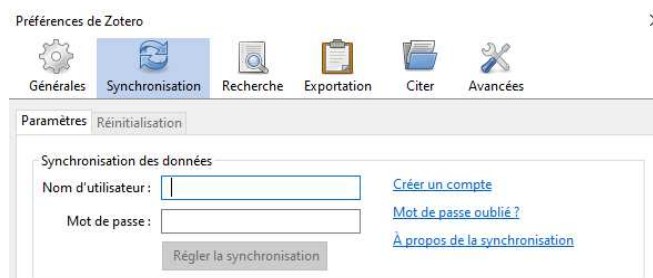 Préférences de Zotero
Générales Synchronisation Recherche Exportation Citer Avancées
Paramètres Réinitialisation
Synchronisation des données
Nom d'utilisateur : Créer un compte
Mot de passe oublié ?
Mot de passe :
À propos de la synchronisation
Régler la synchronisation